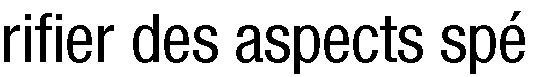 rifier des aspects spé